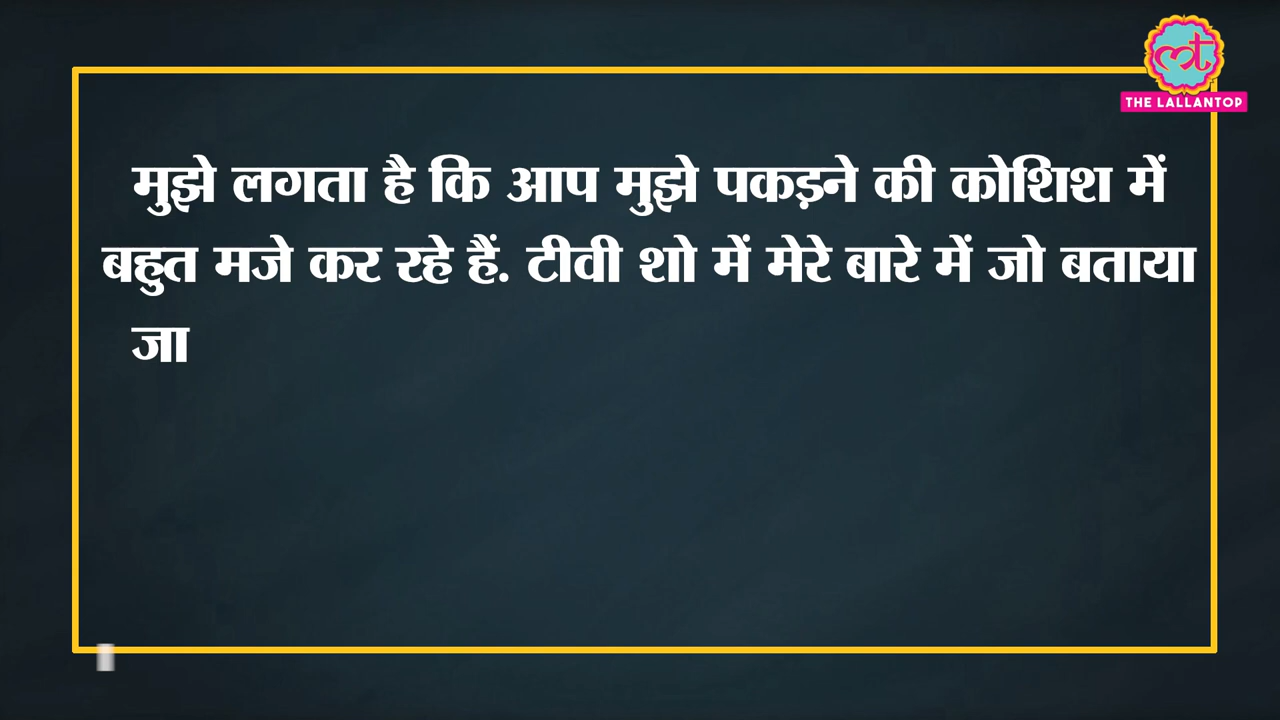 THE LALLANTOP
मुझे लगता है कि आप मुझे पकड़ने की कोशिश में
बहुत मजे कर रहे हैं. टीवी शो में मेरे बारे में जो बताया
जा